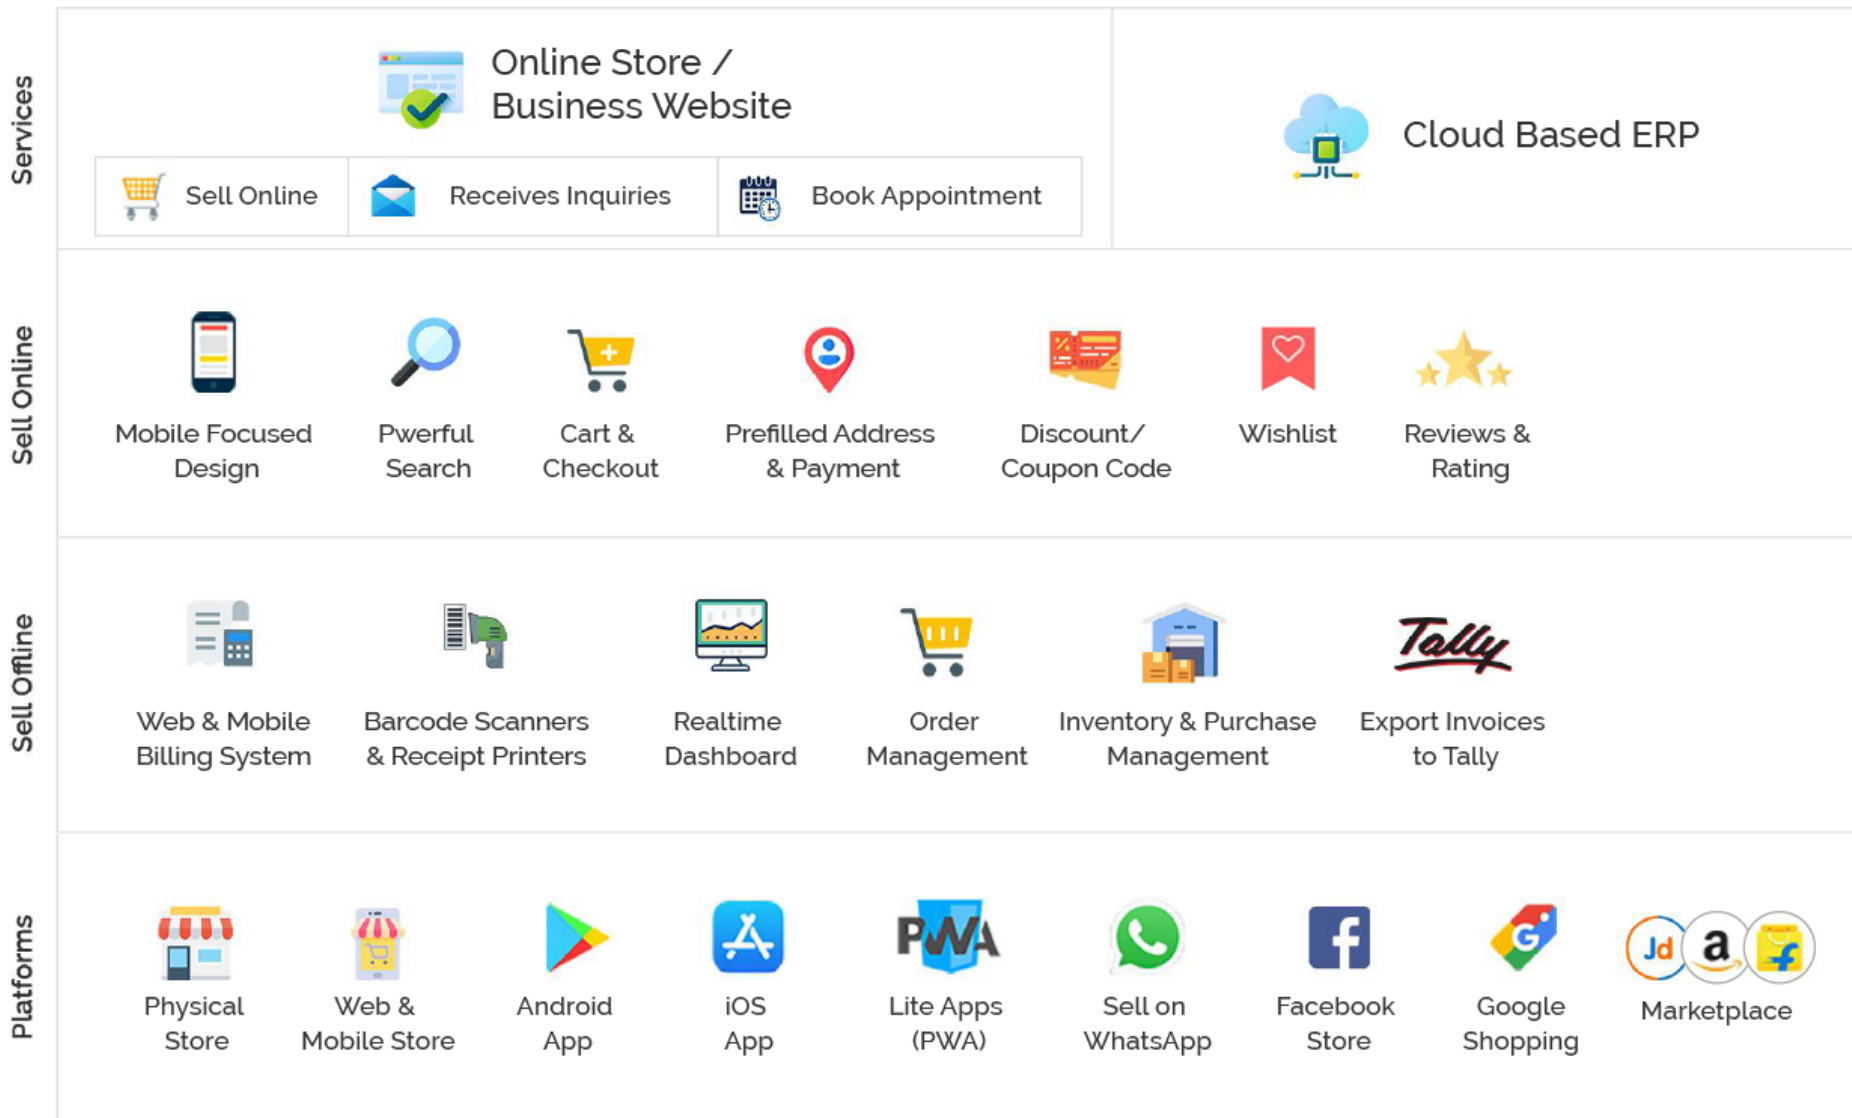 Services
Online Store /
Business Website
Sell Online
Receives Inquiries
Book Appointment
Cloud Based ERP
Sell Online
Mobile Focused
Design
Pwerful
Search
Cart &
Checkout
Prefilled Address
& Payment
Discount/
Coupon Code
Wishlist
Reviews &
Rating
Sell Offline
Web & Mobile
Billing System
Barcode Scanners
& Receipt Printers
Realtime
Dashboard
Order
Management
Inventory & Purchase
Management
Tally
Export Invoices
to Tally
Platforms
Physical
Store
Web &
Mobile Store
Android
App
iOS
App
PWA
Lite Apps
(PWA)
Sell on
WhatsApp
f
Facebook
Store
G
Google
Shopping
Jd
a
f
Marketplace